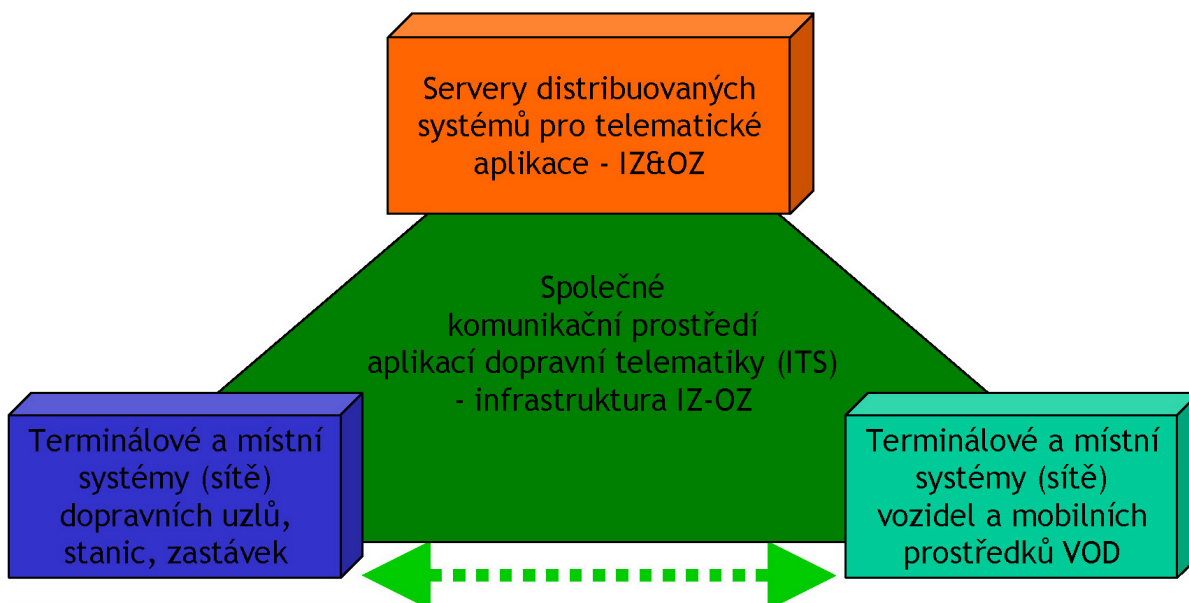 Servery distribuovaných
systémů pro telematické
aplikace - IZ&OZ
Společné
komunikační prostředí
aplikací dopravní telematiky (ITS)
- infrastruktura IZ-OZ
Terminálové a místní
systémy (sítě)
dopravních uzlů,
stanic, zastávek
Terminálové a místní
systémy (sítě)
vozidel a mobilních
prostředků VOD